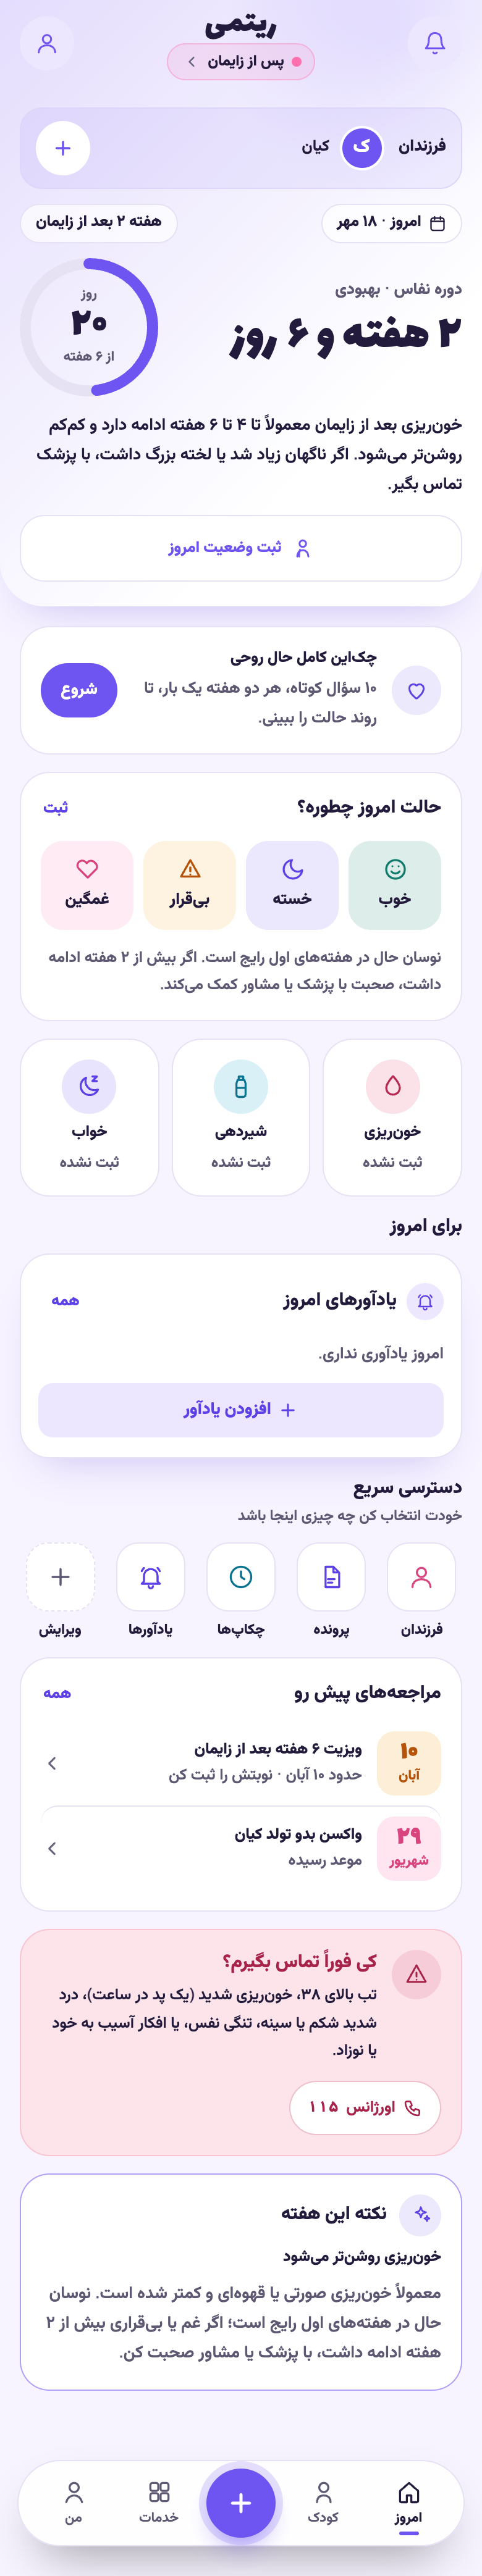 ریتمی
پس از زایمان
فرزندان
ک
کیان
امروز · ۱۸ مهر
هفته ۲ بعد از زایمان
دوره نفاس · بهبودی
۲ هفته و ۶ روز
روز
۲۰
از ۶ هفته
خون‌ریزی بعد از زایمان معمولاً تا ۴ تا ۶ هفته ادامه دارد و کم‌کم
روشن‌تر می‌شود. اگر ناگهان زیاد شد یا لخته بزرگ داشت، با پزشک
تماس بگیر.
ثبت وضعیت امروز
چک‌این کامل حال روحی
۱۰ سؤال کوتاه، هر دو هفته یک بار، تا
روند حالت را ببینی.
شروع
حالت امروز چطوره؟
ثبت
خوب
خسته
بی‌قرار
غمگین
نوسان حال در هفته‌های اول رایج است. اگر بیش از ۲ هفته ادامه
داشت، صحبت با پزشک یا مشاور کمک می‌کند.
خون‌ریزی
ثبت نشده
شیردهی
ثبت نشده
خواب
ثبت نشده
برای امروز
یادآورهای امروز
همه
امروز یادآوری نداری.
افزودن یادآور
دسترسی سریع
خودت انتخاب کن چه چیزی اینجا باشد
فرزندان
پرونده
چکاپ‌ها
یادآورها
ویرایش
مراجعه‌های پیش رو
همه
۱۰
آبان
ویزیت ۶ هفته بعد از زایمان
حدود ۱۰ آبان · نوبتش را ثبت کن
۲۹
شهریور
واکسن بدو تولد کیان
موعد رسیده
کی فوراً تماس بگیرم؟
تب بالای ۳۸، خون‌ریزی شدید (یک پد در ساعت)، درد
شدید شکم یا سینه، تنگی نفس، یا افکار آسیب به خود
یا نوزاد.
اورژانس ۱۱۵
نکته این هفته
خون‌ریزی روشن‌تر می‌شود
معمولاً خون‌ریزی صورتی یا قهوه‌ای و کمتر شده است. نوسان
حال در هفته‌های اول رایج است؛ اگر غم یا بی‌قراری بیش از ۲
هفته ادامه داشت، با پزشک یا مشاور صحبت کن.
امروز
کودک
خدمات
من